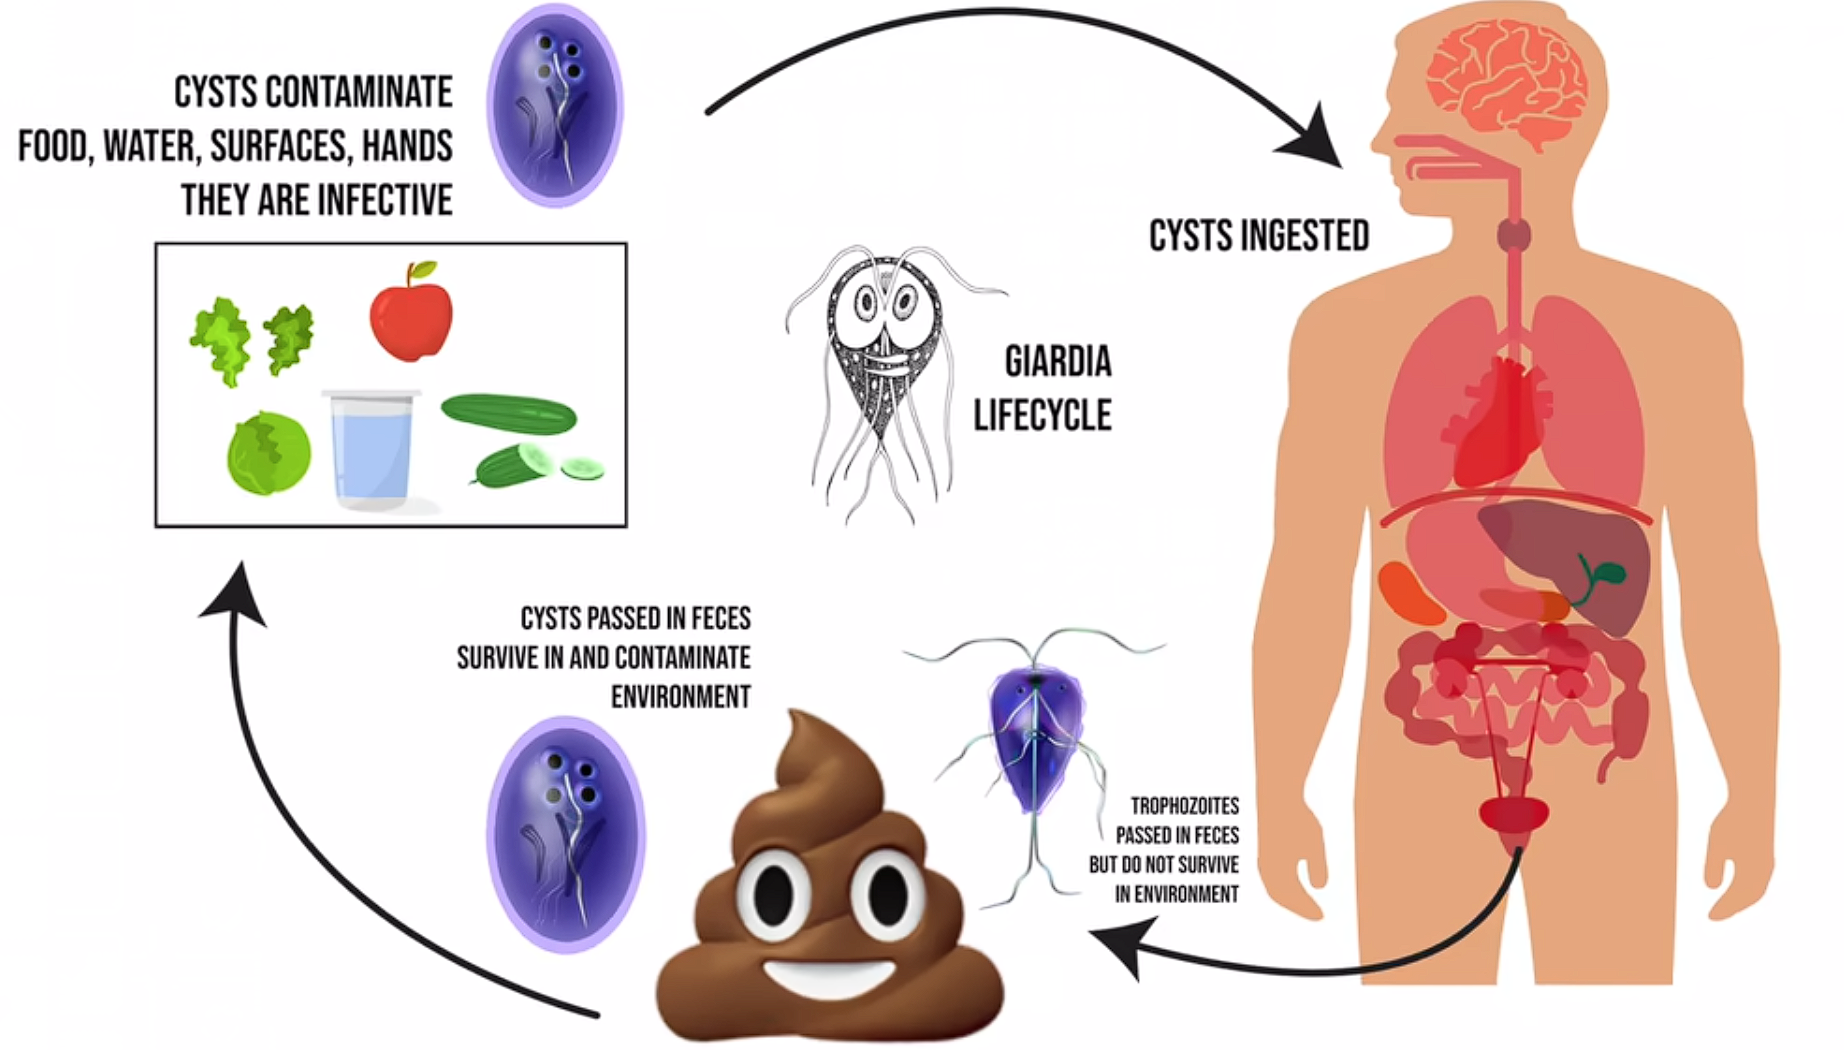 CYSTS CONTAMINATE
FOOD, WATER, SURFACES, HANDS
THEY ARE INFECTIVE
CYSTS INGESTED
GIARDIA
LIFECYCLE
CYSTS PASSED IN FECES
SURVIVE IN AND CONTAMINATE
ENVIRONMENT
TROPHOZOITES
PASSED IN FECES
BUT DO NOT SURVIVE
IN ENVIRONMENT